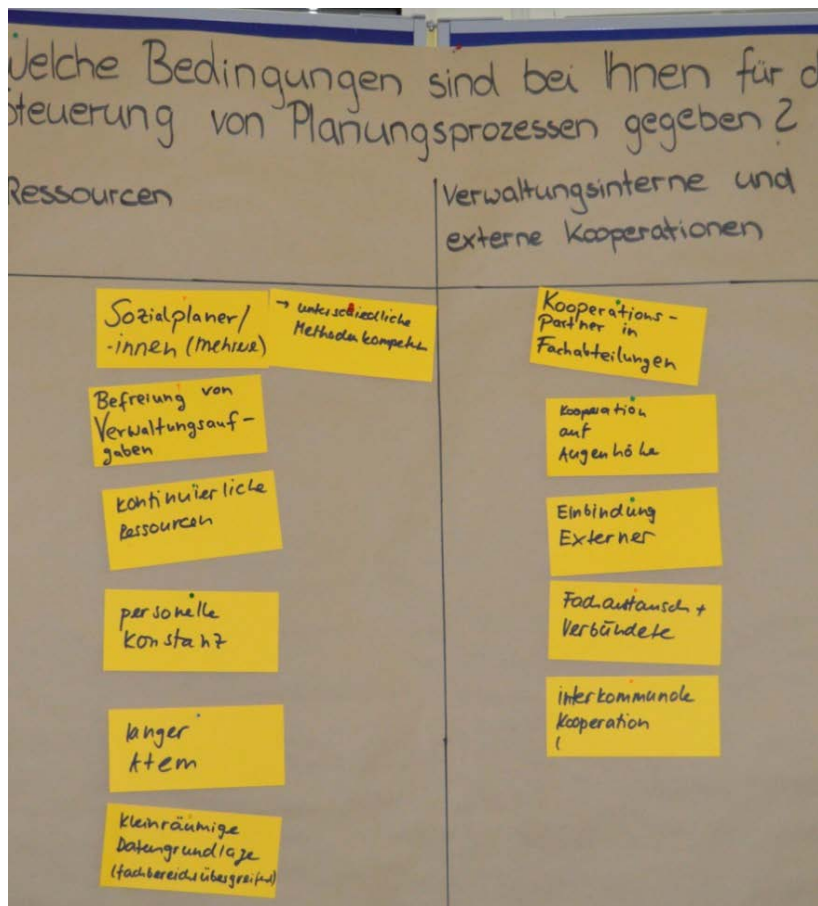 Welche Bedingungen sind bei Ihnen für d
Steuerung von Planungsprozessen gegeben?
Ressourcen
Sozialplaner/
-innen (mehrere)
→ unterschiedliche
Methodenkompeten
Befreiung von
Verwaltungsauf-
gaben
kontinuierliche
Ressourcen
personelle
Konstanz
langer
Atem
Kleinräumige
Datengrundlage
(fachbereichsübergreifend)
Verwaltungsinterne und
externe Kooperationen
Kooperations-
Partner in
Fachabteilungen
Kooperation
auf
Augenhöhe
Einbindung
Externer
Fachaustausch +
Verbündete
interkommunale
Kooperation
(